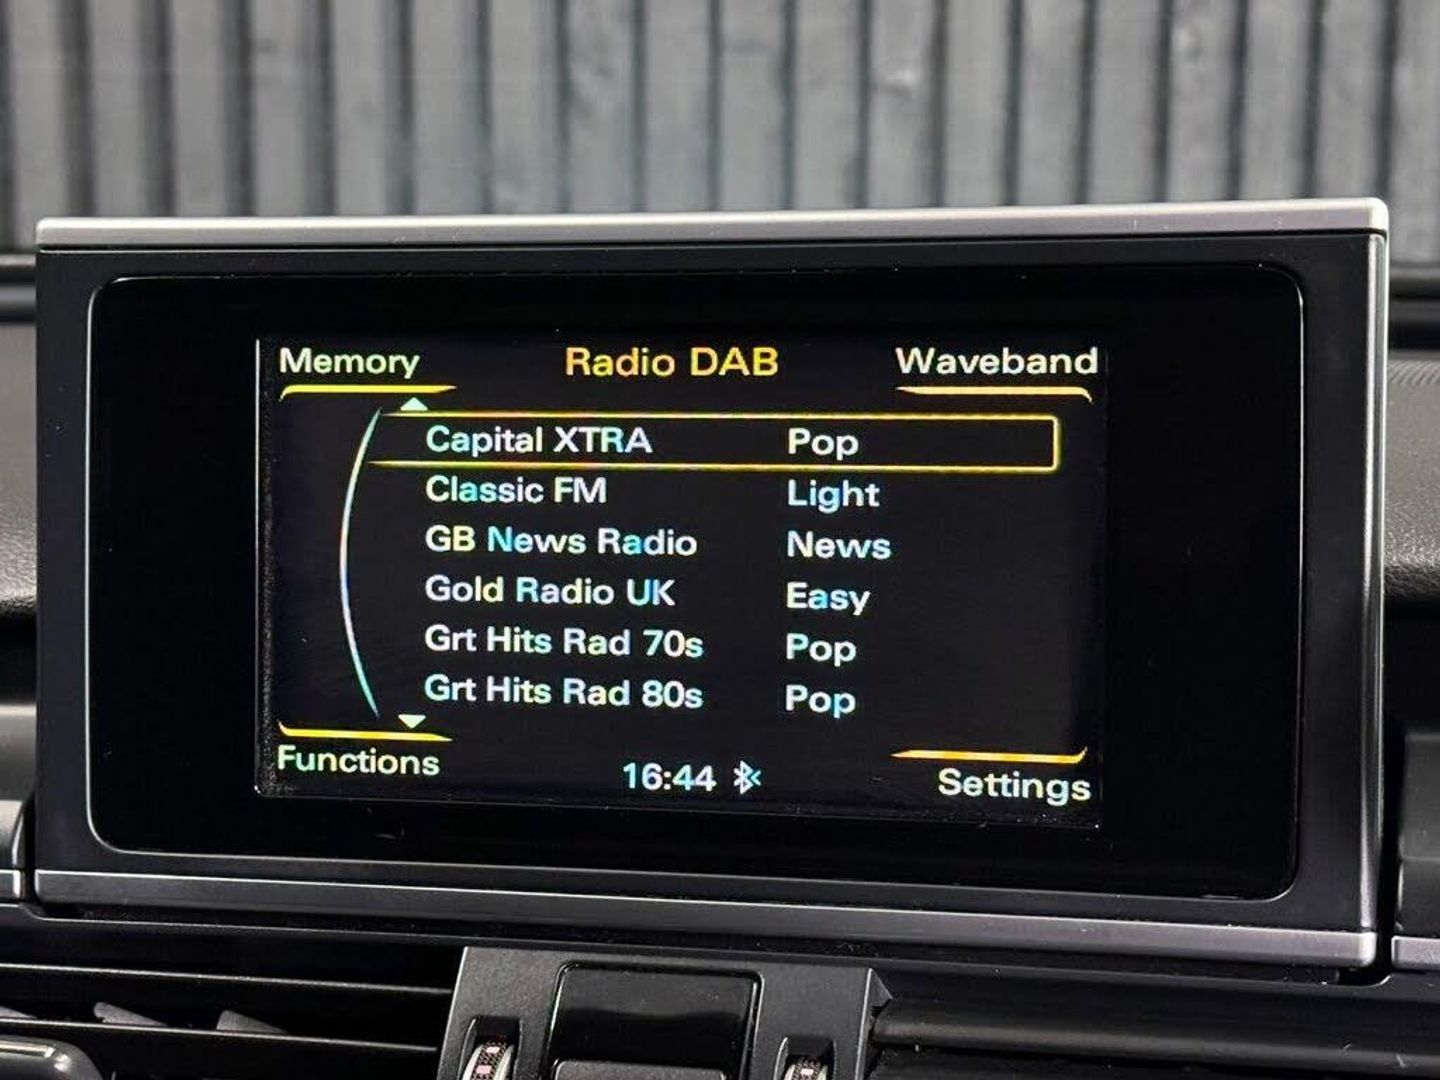 Memory Radio DAB Waveband
Capital XTRA Pop
Classic FM Light
GB News Radio News
Gold Radio UK Easy
Grt Hits Rad 70s Pop
Grt Hits Rad 80s Pop
Functions 16:44 Settings